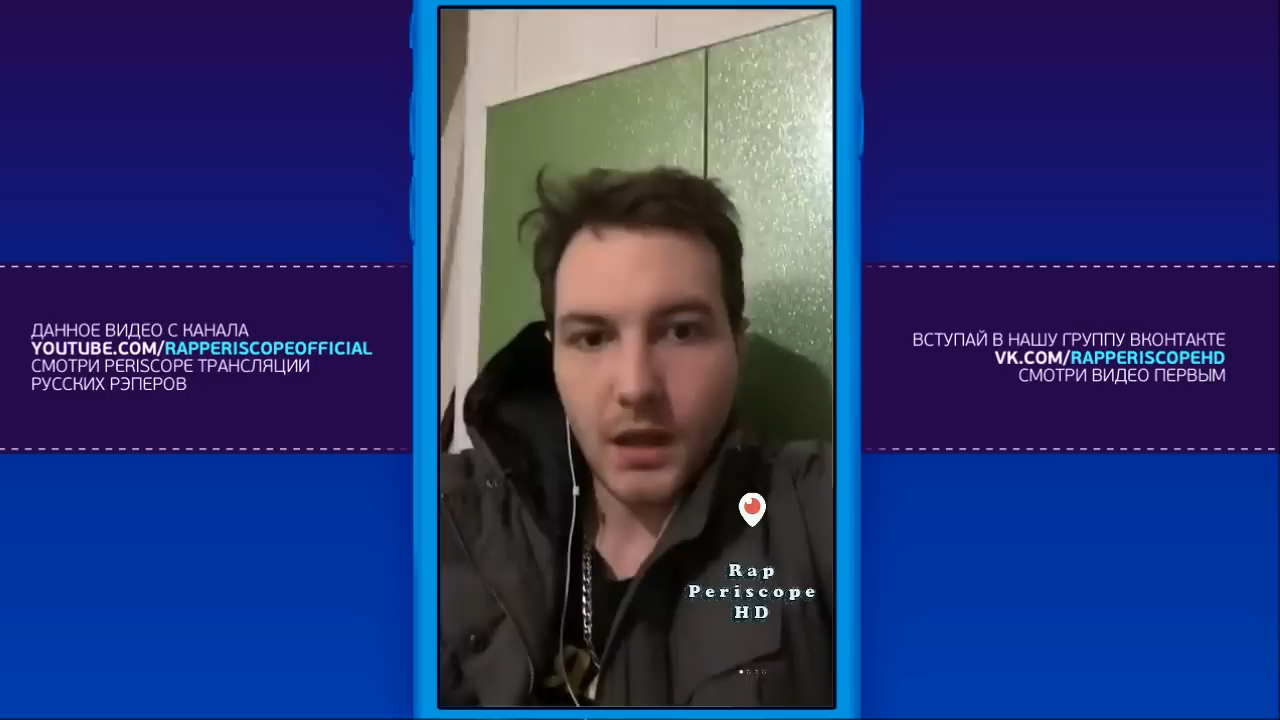 ДАННОЕ ВИДЕО С КАНАЛА
YOUTUBE.COM/RAPPERISCOPEOFFICIAL
СМОТРИ PERISCOPE ТРАНСЛЯЦИИ
РУССКИХ РЭПЕРОВ
Rap
Periscope
HD
ВСТУПАЙ В НАШУ ГРУППУ ВКОНТАКТЕ
VK.COM/RAPPERISCOPEHD
СМОТРИ ВИДЕО ПЕРВЫМ